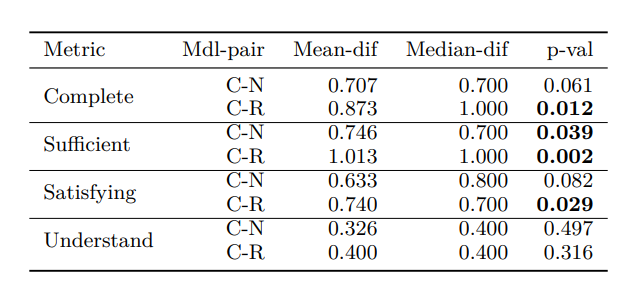 Metric Mdl-pair Mean-dif Median-dif p-val
Complete C-N 0.707 0.700 0.061
C-R 0.873 1.000 0.012
Sufficient C-N 0.746 0.700 0.039
C-R 1.013 1.000 0.002
Satisfying C-N 0.633 0.800 0.082
C-R 0.740 0.700 0.029
Understand C-N 0.326 0.400 0.497
C-R 0.400 0.400 0.316